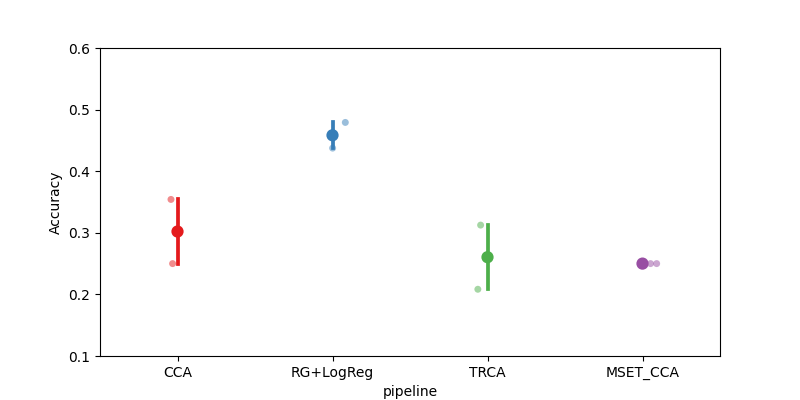 0.6
0.5
0.4
0.3
0.2
0.1
Accuracy
CCA
RG+LogReg
TRCA
MSET_CCA
pipeline